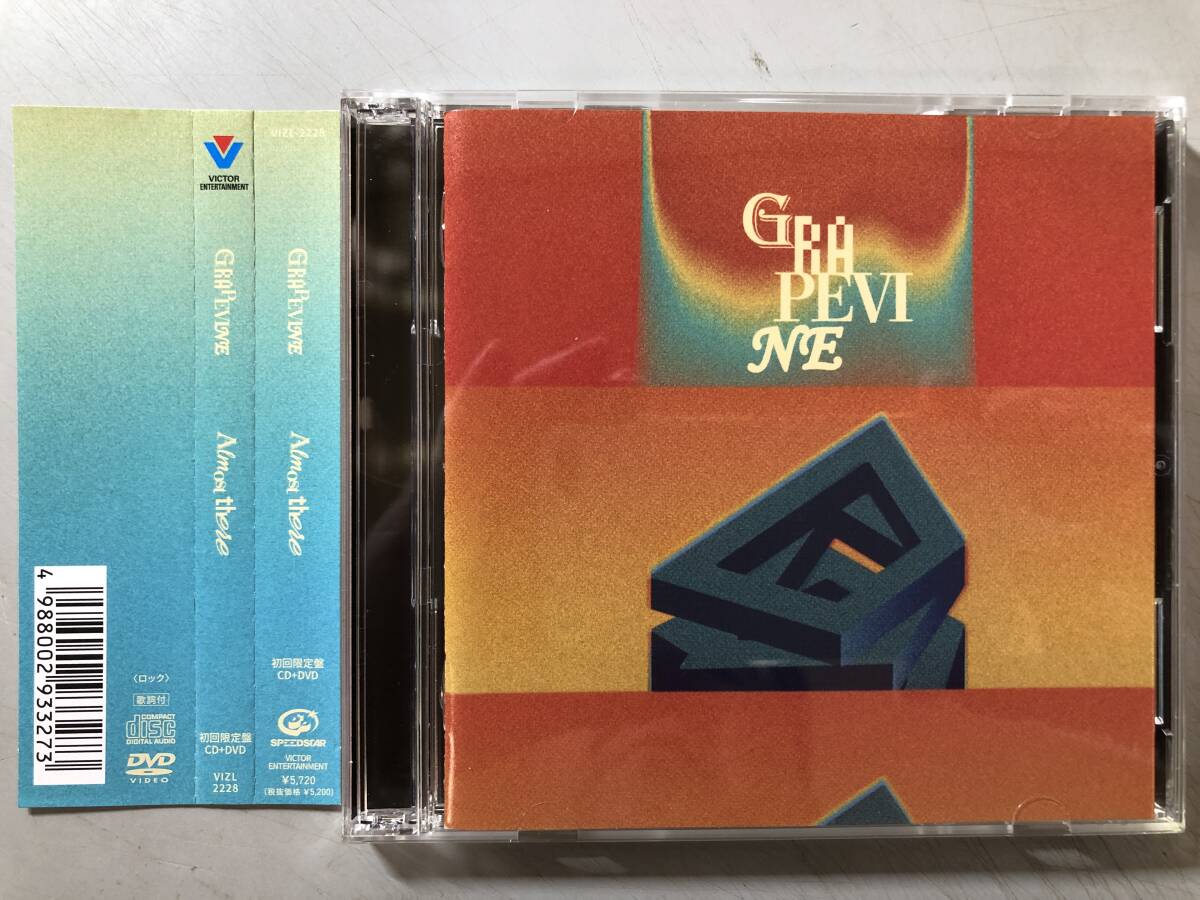 4 988002 933273
〈ロック〉
歌詞付
COMPACT
disc
DIGITAL AUDIO
DVD
VIDEO
VICTOR
ENTERTAINMENT
GRAPEVINE
Almost there
初回限定盤
CD+DVD
VIZL
2228
VIZL-2228
GRAPEVINE
Almost there
初回限定盤
CD+DVD
SPEEDSTAR
VICTOR
ENTERTAINMENT
¥5,720
(税抜価格 ¥5,200)
GRA
PEVI
NE